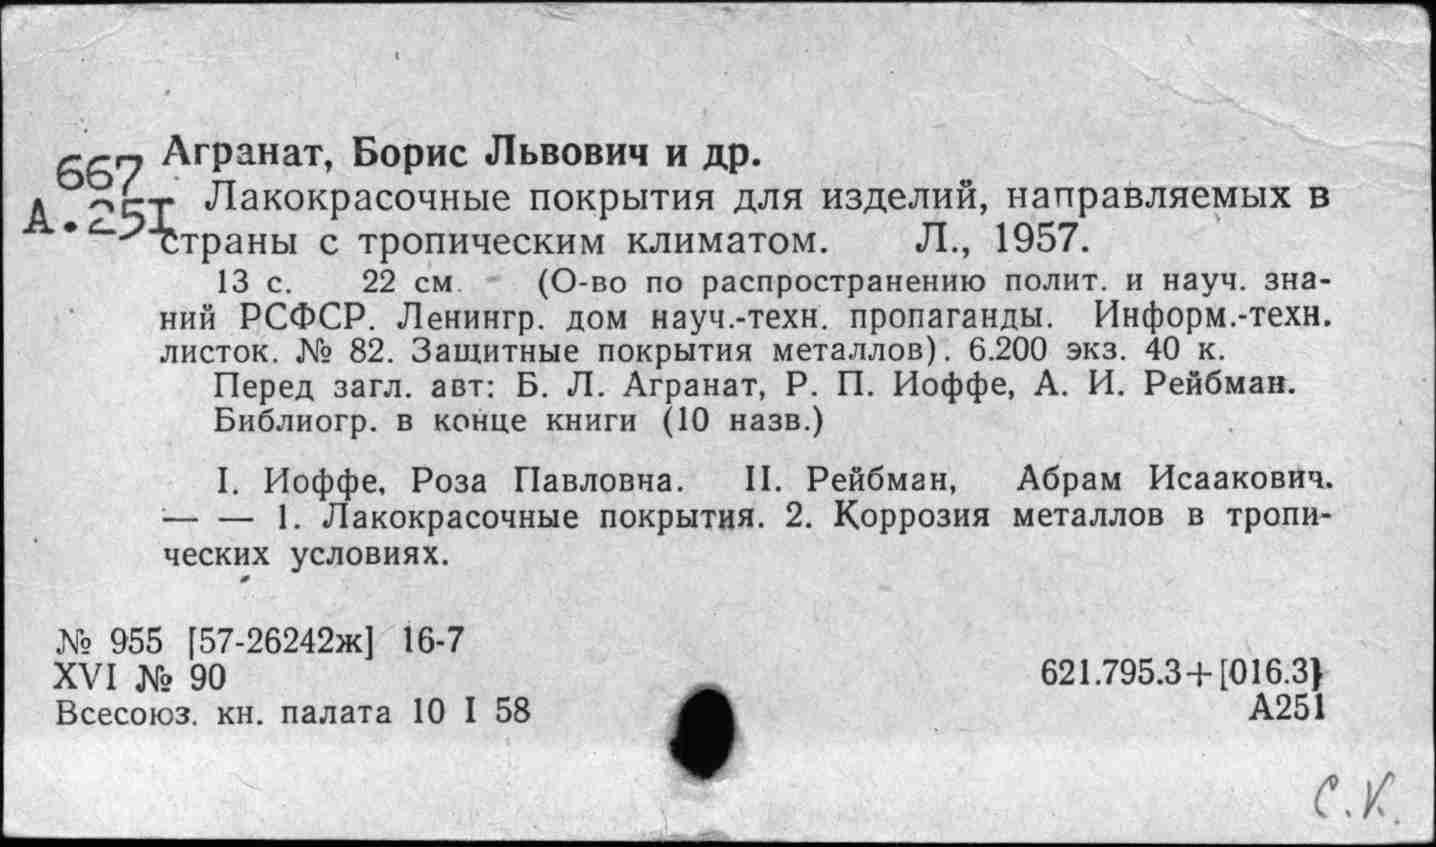 667
А.251
Агранат, Борис Львович и др.
Лакокрасочные покрытия для изделий, направляемых в
страны с тропическим климатом. Л., 1957.
13 с. 22 см. (О-во по распространению полит. и науч. зна-
ний РСФСР. Ленингр. дом науч.-техн. пропаганды. Информ.-техн.
листок. № 82. Защитные покрытия металлов). 6.200 экз. 40 к.
Перед загл. авт: Б. Л. Агранат, Р. П. Иоффе, А. И. Рейбман.
Библиогр. в конце книги (10 назв.)
I. Иоффе, Роза Павловна. II. Рейбман, Абрам Исаакович.
— — 1. Лакокрасочные покрытия. 2. Коррозия металлов в тропи-
ческих условиях.
№ 955 [57-26242ж] 16-7
XVI № 90
Всесоюз. кн. палата 10 I 58
621.795.3+[016.3]
А251
С.К.